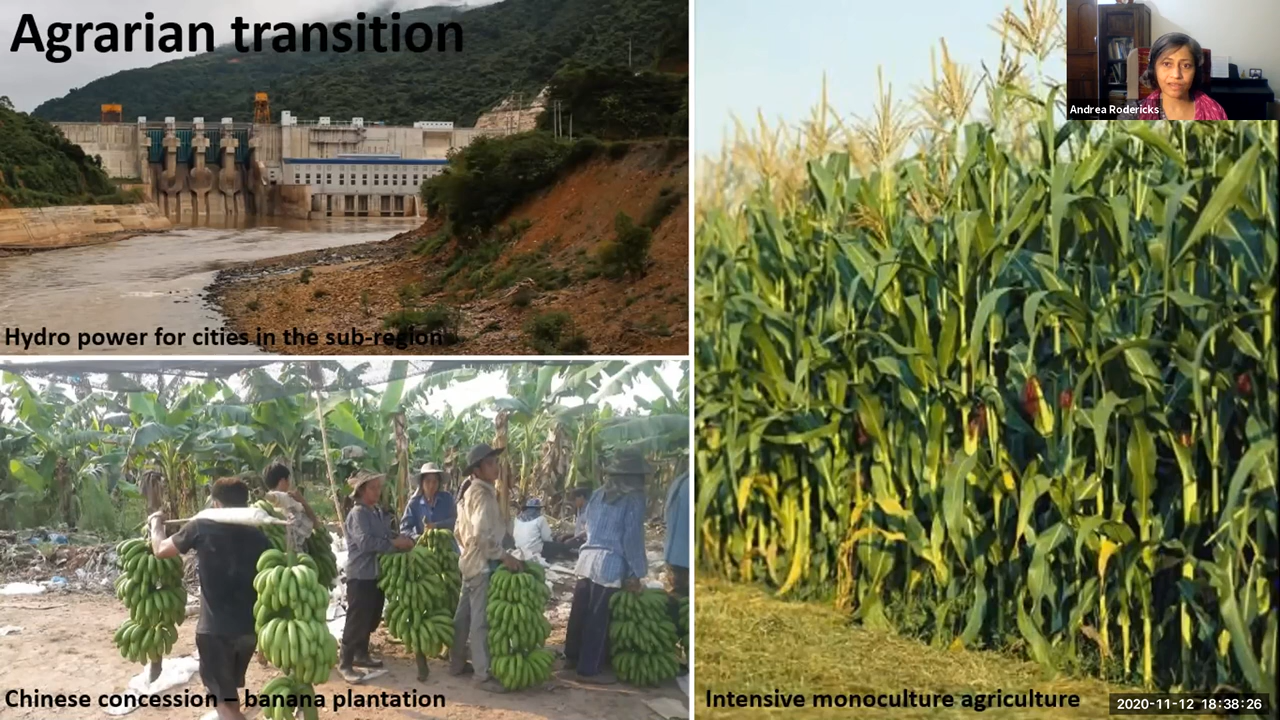 Agrarian transition
Andrea Rodericks
Hydro power for cities in the sub-region
Chinese concession – banana plantation
Intensive monoculture agriculture
2020-11-12 18:38:26